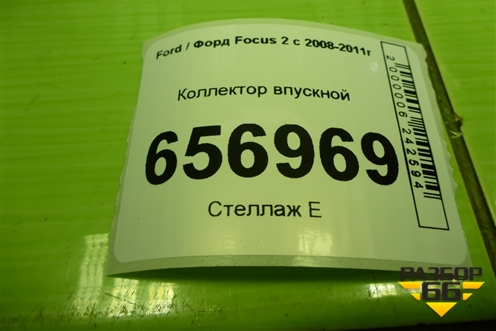 Ford / Форд Focus 2 с 2008-2011г
Коллектор впускной
656969
Стеллаж Е
2000006242594
РАЗБОР
66